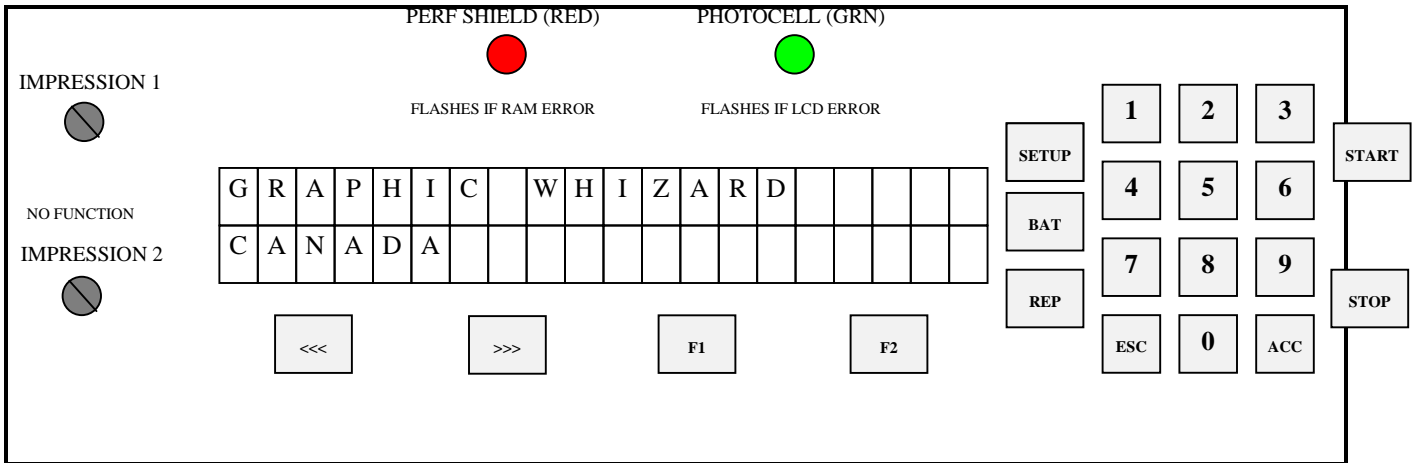 PERF SHIELD (RED)
PHOTOCELL (GRN)
IMPRESSION 1
FLASHES IF RAM ERROR
FLASHES IF LCD ERROR
NO FUNCTION
IMPRESSION 2
GRAPHIC WHIZARD
CANADA
<<<
>>>
F1
F2
SETUP
BAT
REP
1 2 3
4 5 6
7 8 9
ESC 0 ACC
START
STOP